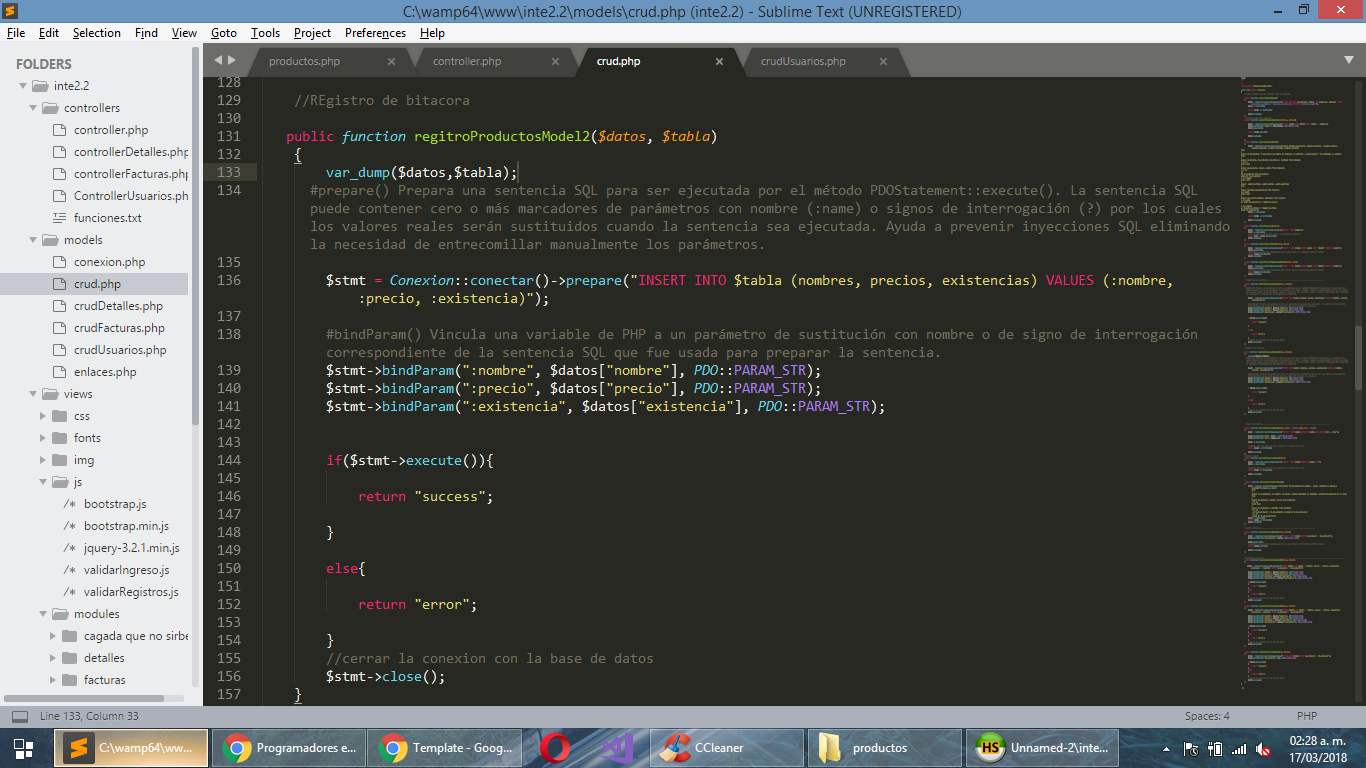 C:\wamp64\www\inte2.2\models\crud.php (inte2.2) - Sublime Text (UNREGISTERED)
File Edit Selection Find View Goto Tools Project Preferences Help
FOLDERS
inte2.2
controllers
controller.php
controllerDetalles.php
controllerFacturas.php
ControllerUsuarios.ph
funciones.txt
models
conexion.php
crud.php
crudDetalles.php
crudFacturas.php
crudUsuarios.php
enlaces.php
views
css
fonts
img
js
/* bootstrap.js
/* bootstrap.min.js
/* jquery-3.2.1.min.js
/* validarIngreso.js
/* validarRegistros.js
modules
cagada que no sirbe
detalles
facturas
productos.php controller.php crud.php crudUsuarios.php
128
129 //REgistro de bitacora
130
131 public function regitroProductosModel2($datos, $tabla)
132 {
133 var_dump($datos,$tabla);
134 #prepare() Prepara una sentencia SQL para ser ejecutada por el método PDOStatement::execute(). La sentencia SQL
puede contener cero o más marcadores de parámetros con nombre (:name) o signos de interrogación (?) por los cuales
los valores reales serán sustituidos cuando la sentencia sea ejecutada. Ayuda a prevenir inyecciones SQL eliminando
la necesidad de entrecomillar manualmente los parámetros.
135
136 $stmt = Conexion::conectar()->prepare("INSERT INTO $tabla (nombres, precios, existencias) VALUES (:nombre,
:precio, :existencia)");
137
138 #bindParam() Vincula una variable de PHP a un parámetro de sustitución con nombre o de signo de interrogación
correspondiente de la sentencia SQL que fue usada para preparar la sentencia.
139 $stmt->bindParam(":nombre", $datos["nombre"], PDO::PARAM_STR);
140 $stmt->bindParam(":precio", $datos["precio"], PDO::PARAM_STR);
141 $stmt->bindParam(":existencia", $datos["existencia"], PDO::PARAM_STR);
142
143
144 if($stmt->execute()){
145
146 return "success";
147
148 }
149
150 else{
151
152 return "error";
153
154 }
155 //cerrar la conexion con la base de datos
156 $stmt->close();
157 }
Line 133, Column 33 Spaces: 4 PHP
C:\wamp64\ww... Programadores e... Template - Goog... CCleaner productos HS Unnamed-2\inte... 02:28 a. m.
17/03/2018